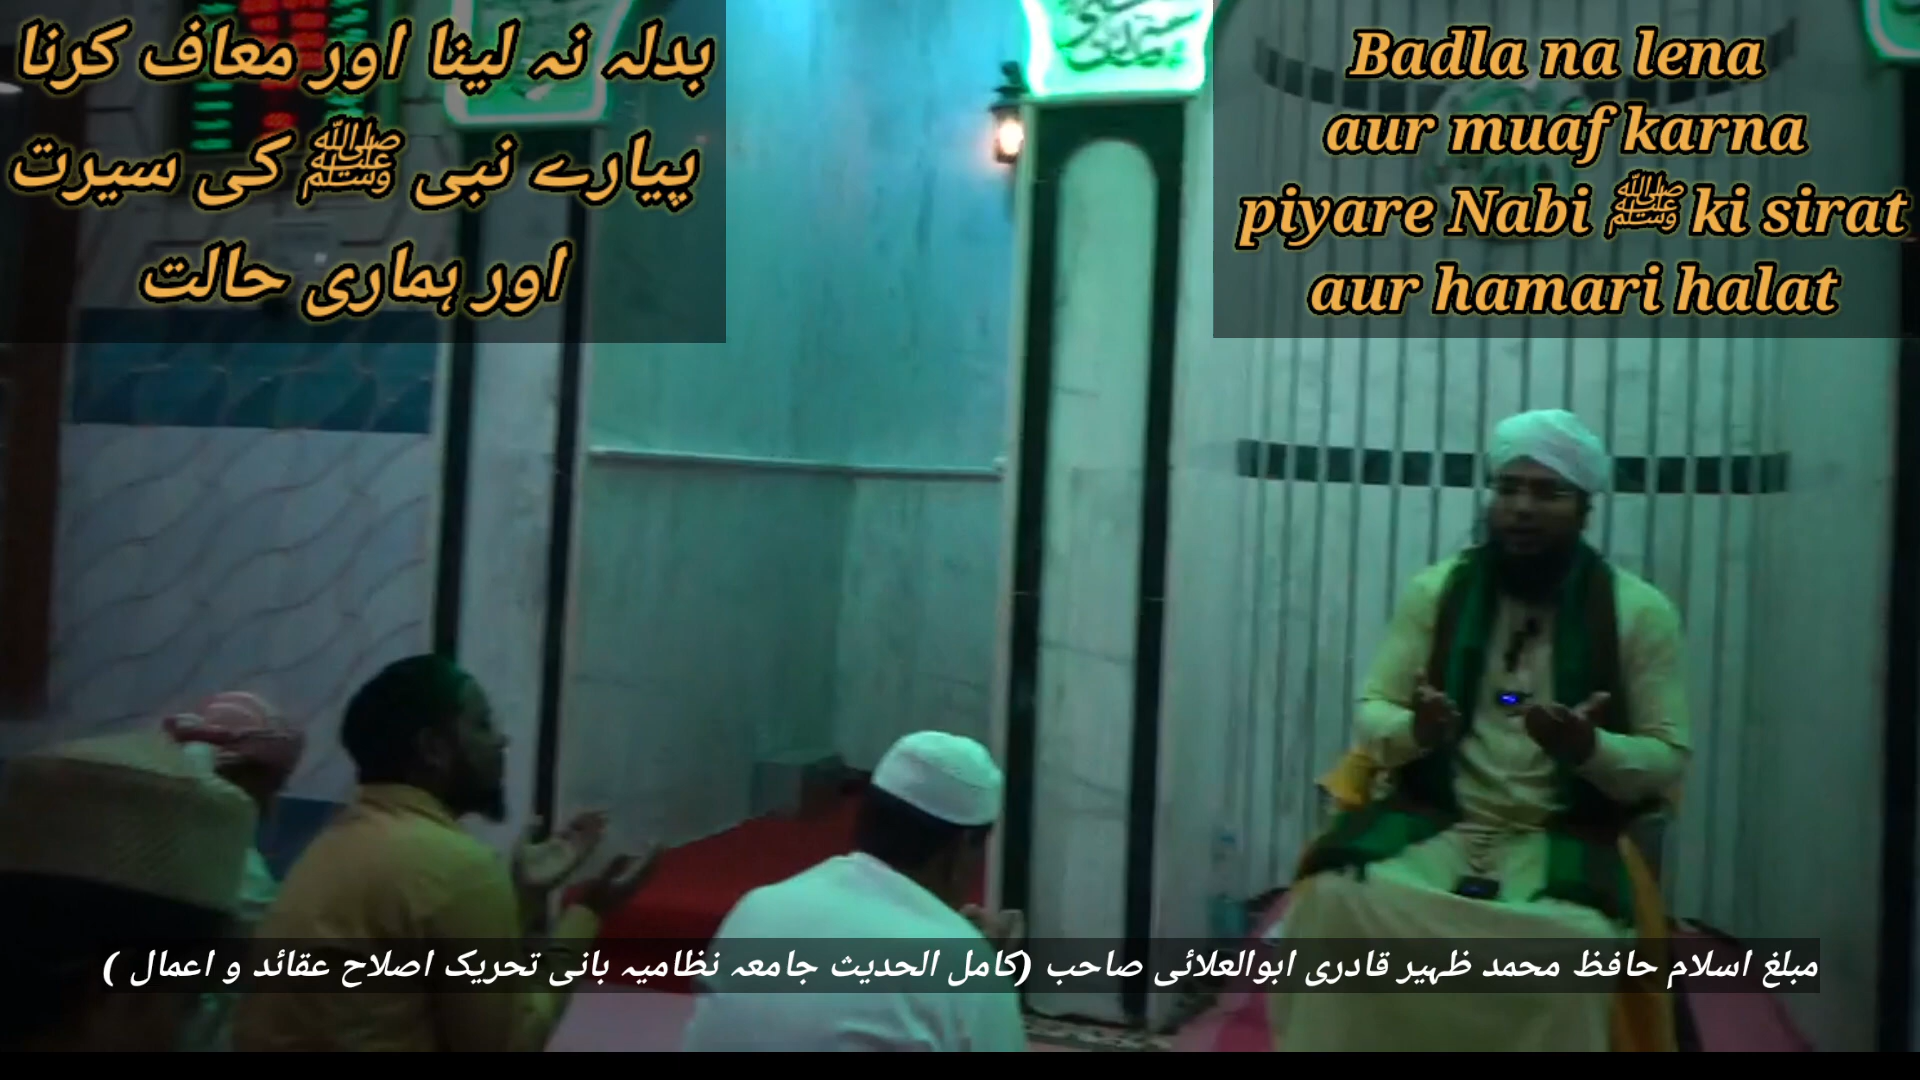 بدلہ نہ لینا اور معاف کرنا
پیارے نبی ﷺ کی سیرت
اور ہماری حالت
Badla na lena
aur muaf karna
piyare Nabi ﷺ ki sirat
aur hamari halat
مبلغ اسلام حافظ محمد ظہیر قادری ابوالعلائی صاحب (کامل الحدیث جامعہ نظامیہ بانی تحریک اصلاح عقائد و اعمال )